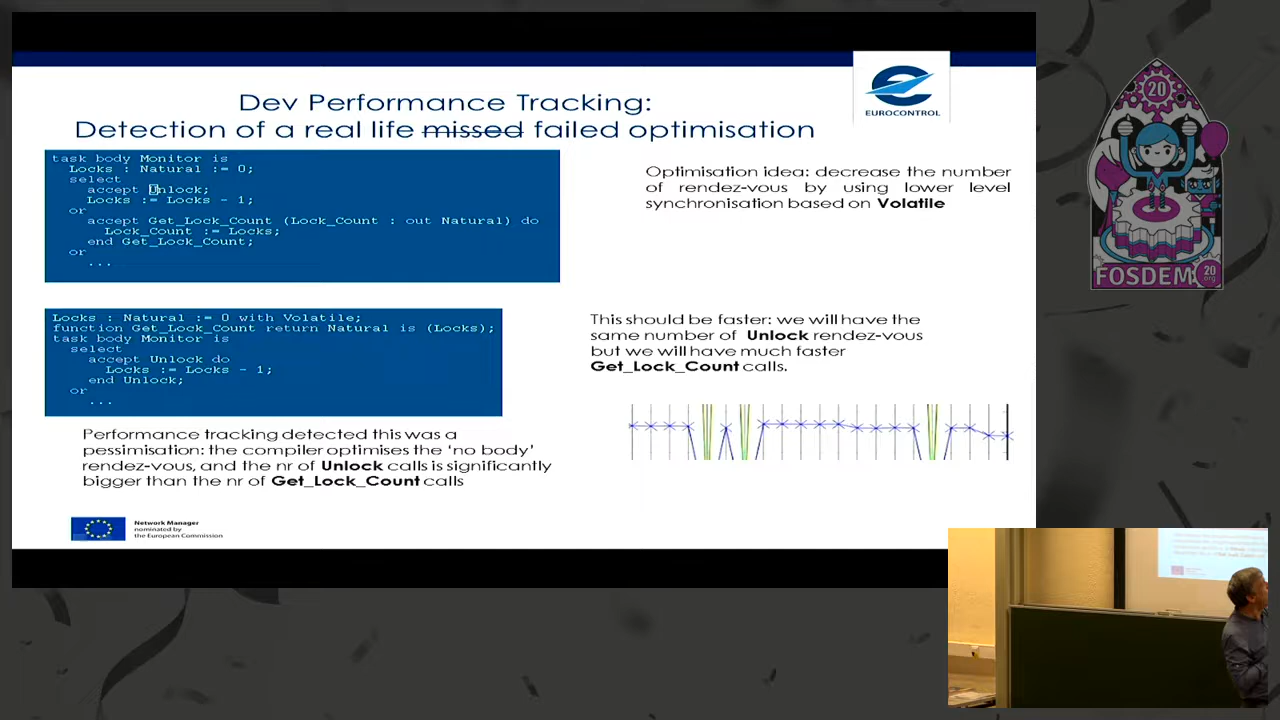 Dev Performance Tracking:
Detection of a real life missed failed optimisation
EUROCONTROL
task body Monitor is
Locks : Natural := 0;
select
accept Unlock;
Locks := Locks - 1;
or
accept Get_Lock_Count (Lock_Count : out Natural) do
Lock_Count := Locks;
end Get_Lock_Count;
or
...
Optimisation idea: decrease the number
of rendez-vous by using lower level
synchronisation based on Volatile
Locks : Natural := 0 with Volatile;
function Get_Lock_Count return Natural is (Locks);
task body Monitor is
select
accept Unlock do
Locks := Locks - 1;
end Unlock;
or
...
This should be faster: we will have the
same number of Unlock rendez-vous
but we will have much faster
Get_Lock_Count calls.
Performance tracking detected this was a
pessimisation: the compiler optimises the ‘no body’
rendez-vous, and the nr of Unlock calls is significantly
bigger than the nr of Get_Lock_Count calls
Network Manager
nominated by
the European Commission
20
FOSDEM 20
.org